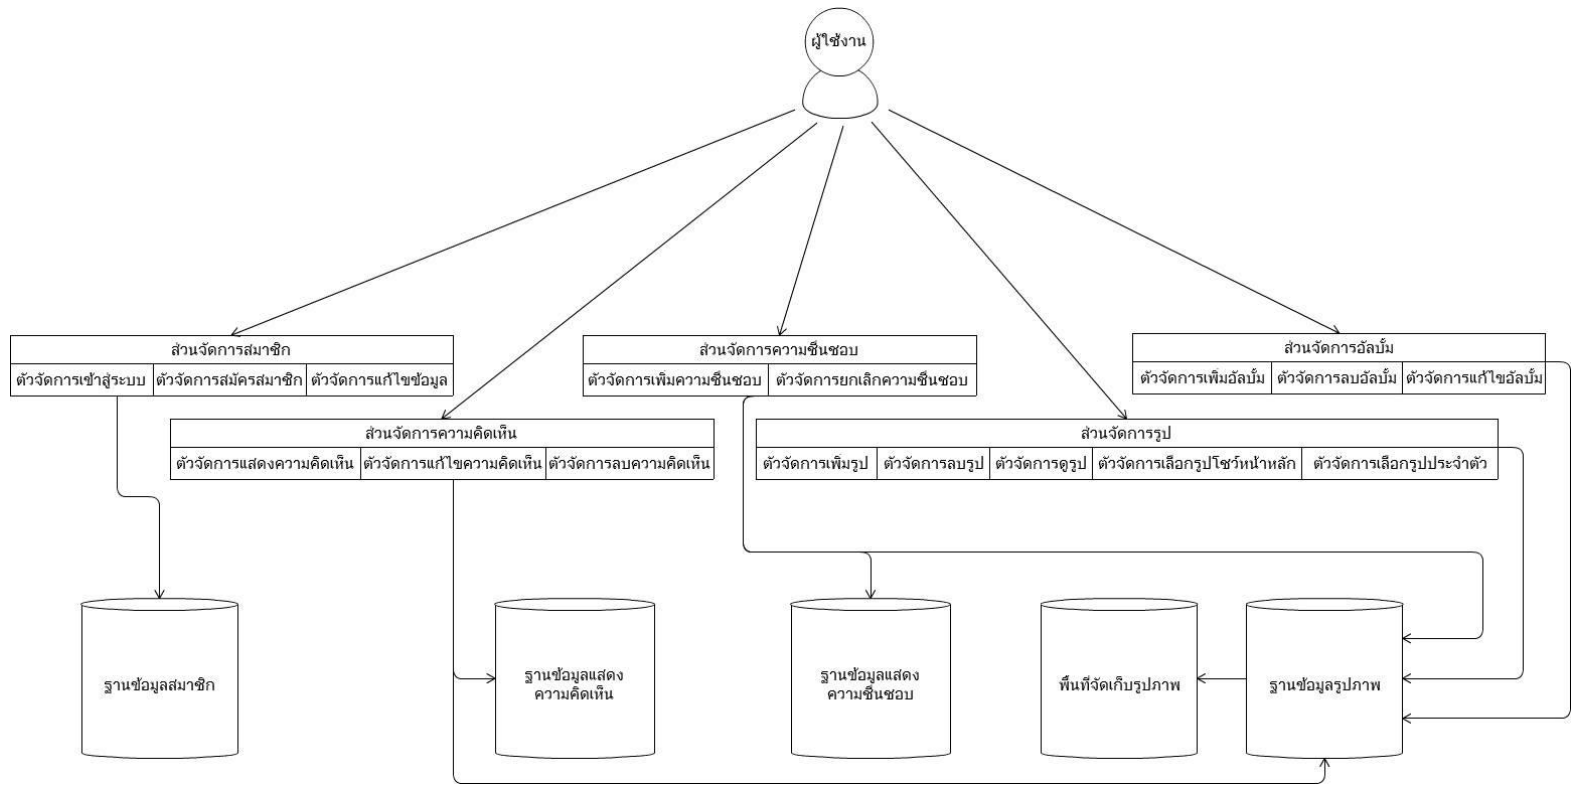 ผู้ใช้งาน
ส่วนจัดการสมาชิก
ตัวจัดการเข้าสู่ระบบ ตัวจัดการสมัครสมาชิก ตัวจัดการแก้ไขข้อมูล
ส่วนจัดการความชื่นชอบ
ตัวจัดการเพิ่มความชื่นชอบ ตัวจัดการยกเลิกความชื่นชอบ
ส่วนจัดการอัลบั้ม
ตัวจัดการเพิ่มอัลบั้ม ตัวจัดการลบอัลบั้ม ตัวจัดการแก้ไขอัลบั้ม
ส่วนจัดการความคิดเห็น
ตัวจัดการแสดงความคิดเห็น ตัวจัดการแก้ไขความคิดเห็น ตัวจัดการลบความคิดเห็น
ส่วนจัดการรูป
ตัวจัดการเพิ่มรูป ตัวจัดการลบรูป ตัวจัดการดูรูป ตัวจัดการเลือกรูปโชว์หน้าหลัก ตัวจัดการเลือกรูปประจำตัว
ฐานข้อมูลสมาชิก
ฐานข้อมูลแสดง
ความคิดเห็น
ฐานข้อมูลแสดง
ความชื่นชอบ
พื้นที่จัดเก็บรูปภาพ
ฐานข้อมูลรูปภาพ